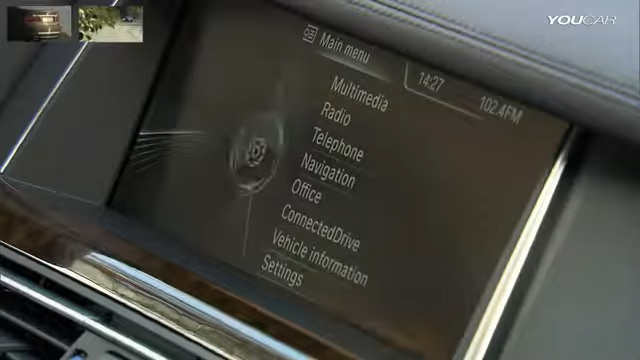 YOUCAR
Main menu
14:27
102.4FM
Multimedia
Radio
Telephone
Navigation
Office
ConnectedDrive
Vehicle information
Settings